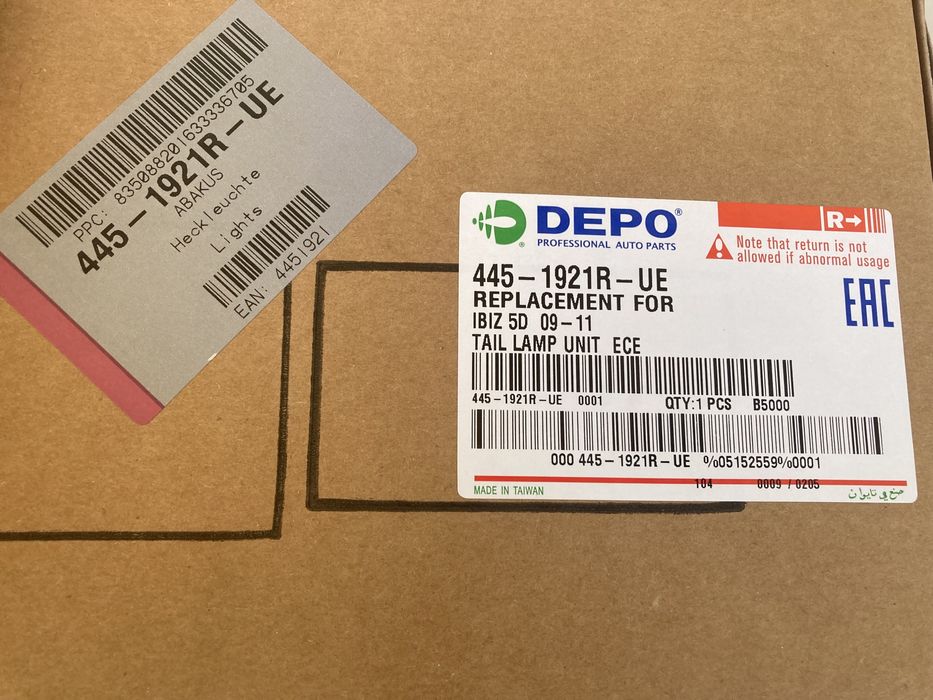 PPC: 835088201633336705
445-1921R-UE
ABAKUS
Heckleuchte
Lights
EAN: 4451921
DEPO®
PROFESSIONAL AUTO PARTS
R→
Note that return is not
allowed if abnormal usage
445-1921R-UE
REPLACEMENT FOR
IBIZ 5D 09-11
TAIL LAMP UNIT ECE
EAC
445-1921R-UE 0001 QTY:1 PCS B5000
000 445-1921R-UE %05152559%0001
104 0009 / 0205
MADE IN TAIWAN
صنع في تايوان